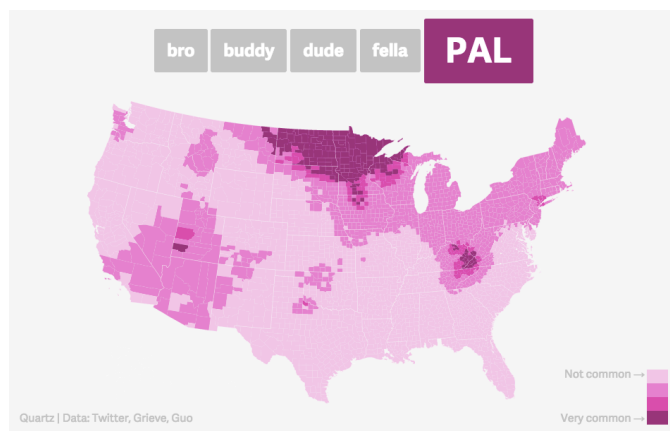 bro buddy dude fella PAL
Not common →
Very common →
Quartz | Data: Twitter, Grieve, Guo